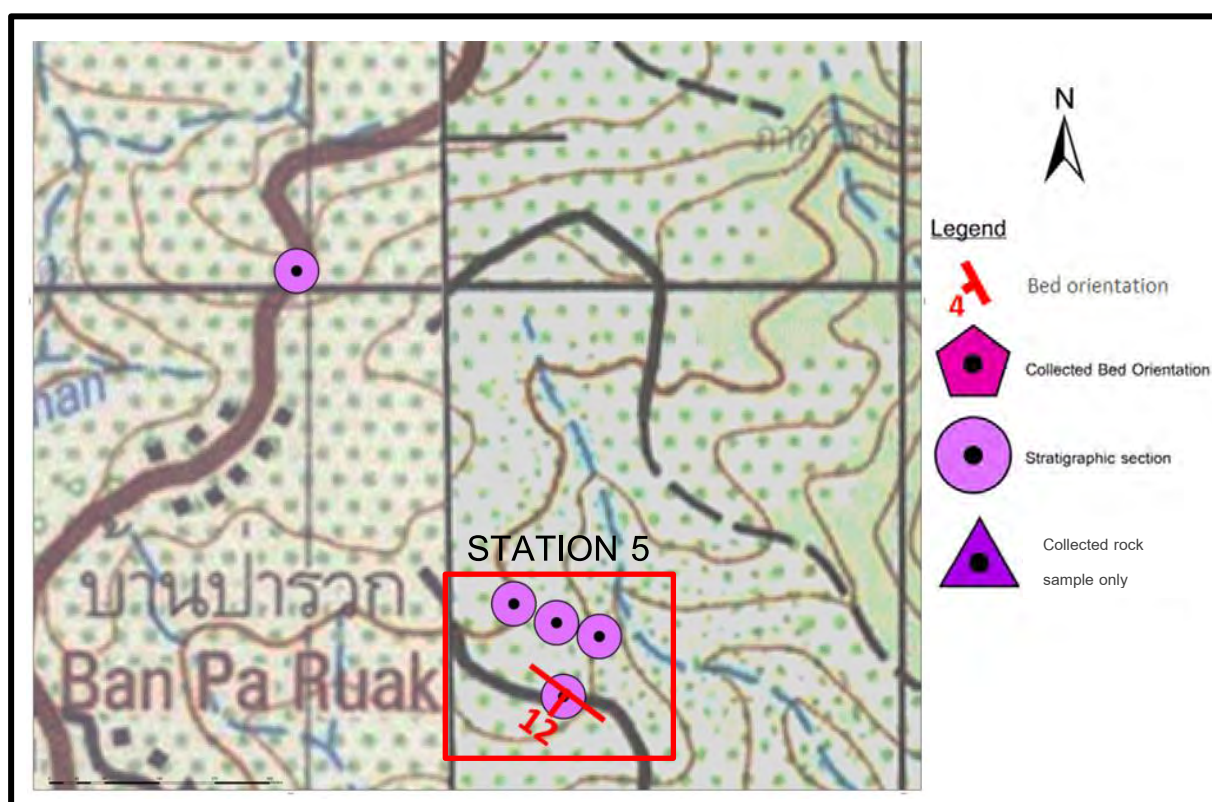 N
Legend
4
Bed orientation
Collected Bed Orientation
Stratigraphic section
Collected rock
sample only
STATION 5
บ้านป่ารวก
Ban Pa Ruak
12